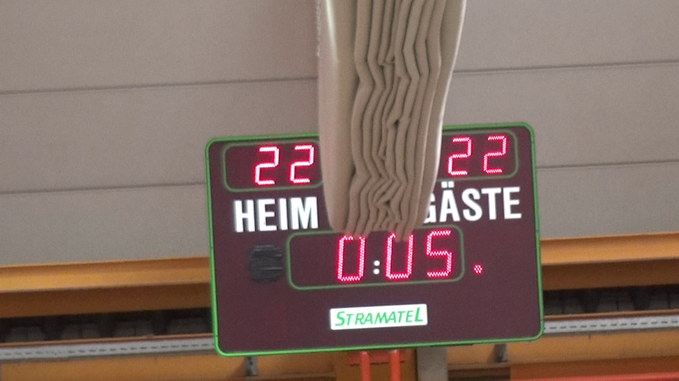 22 22
HEIM GÄSTE
0:05.
STRAMATEL